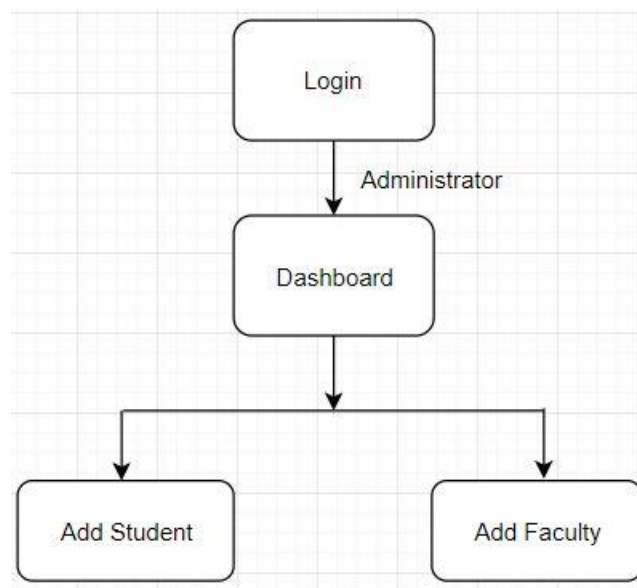 Login
Administrator
Dashboard
Add Student
Add Faculty